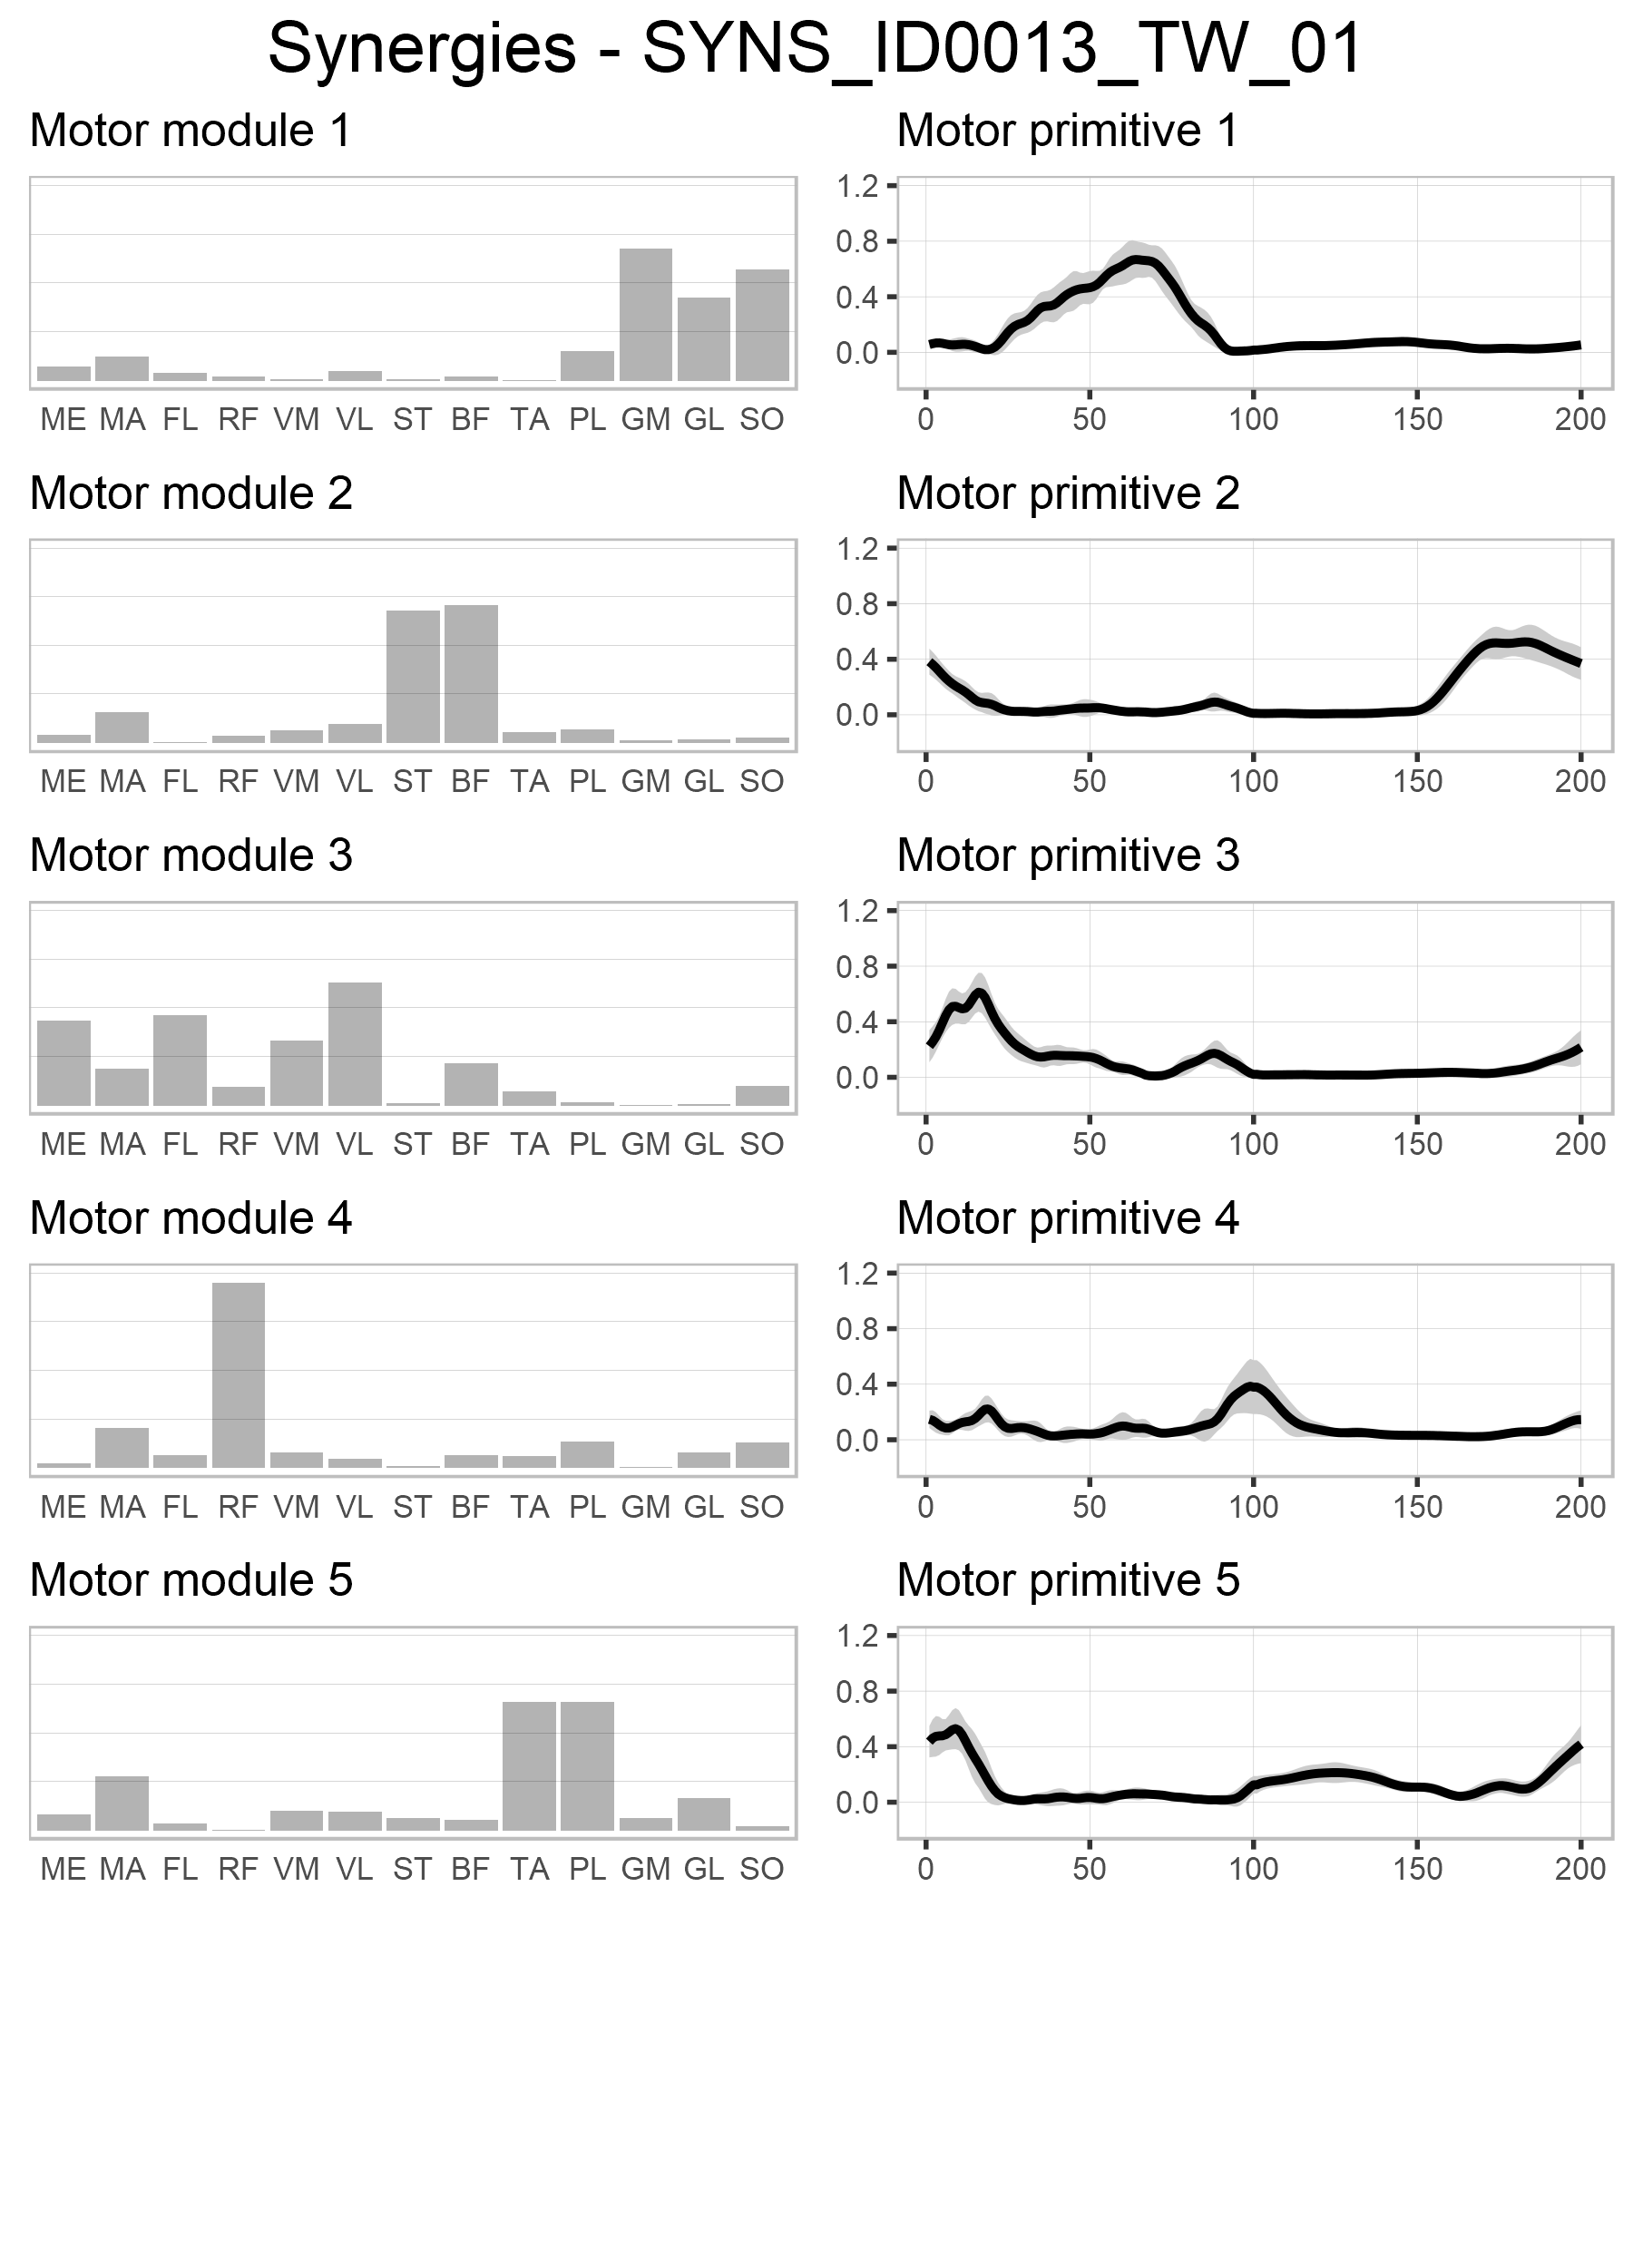 Synergies - SYNS_ID0013_TW_01
Motor module 1
Motor primitive 1
1.2
0.8
0.4
0.0
ME MA FL RF VM VL ST BF TA PL GM GL SO
0 50 100 150 200
Motor module 2
Motor primitive 2
1.2
0.8
0.4
0.0
ME MA FL RF VM VL ST BF TA PL GM GL SO
0 50 100 150 200
Motor module 3
Motor primitive 3
1.2
0.8
0.4
0.0
ME MA FL RF VM VL ST BF TA PL GM GL SO
0 50 100 150 200
Motor module 4
Motor primitive 4
1.2
0.8
0.4
0.0
ME MA FL RF VM VL ST BF TA PL GM GL SO
0 50 100 150 200
Motor module 5
Motor primitive 5
1.2
0.8
0.4
0.0
ME MA FL RF VM VL ST BF TA PL GM GL SO
0 50 100 150 200